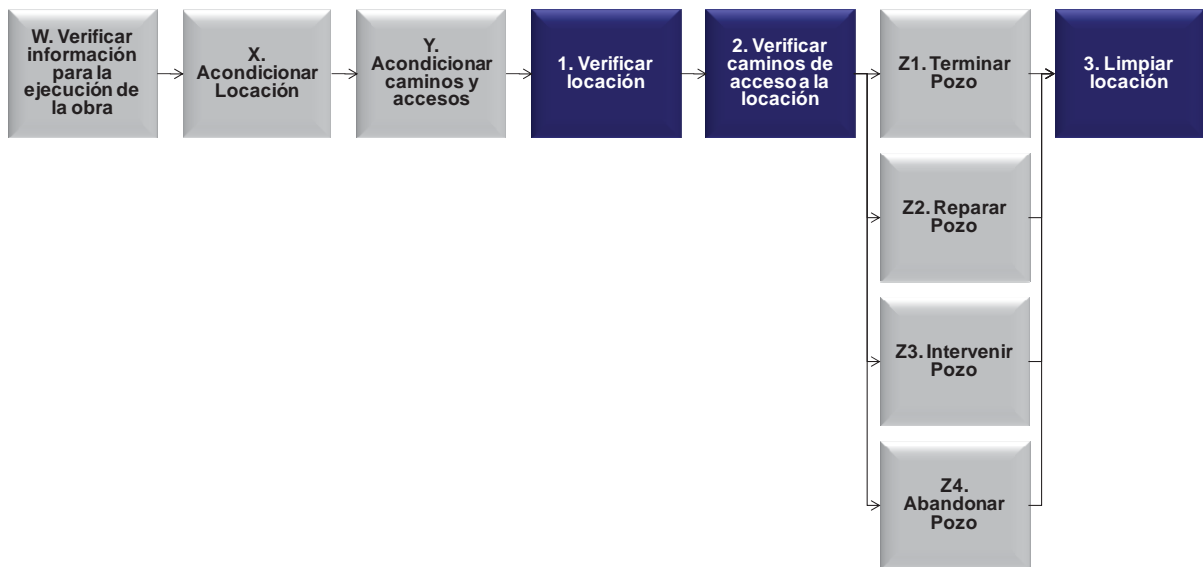 W. Verificar
información
para la
ejecución de
la obra
X.
Acondicionar
Locación
Y.
Acondicionar
caminos y
accesos
1. Verificar
locación
2. Verificar
caminos de
acceso a la
locación
Z1. Terminar
Pozo
3. Limpiar
locación
Z2. Reparar
Pozo
Z3. Intervenir
Pozo
Z4.
Abandonar
Pozo